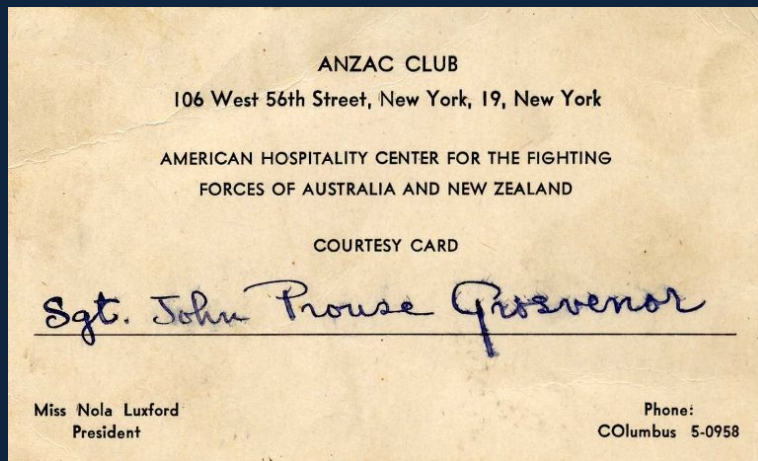 ANZAC CLUB
106 West 56th Street, New York, 19, New York
AMERICAN HOSPITALITY CENTER FOR THE FIGHTING
FORCES OF AUSTRALIA AND NEW ZEALAND
COURTESY CARD
Sgt. John Prouse Grosvenor
Miss Nola Luxford
President
Phone:
COlumbus 5-0958